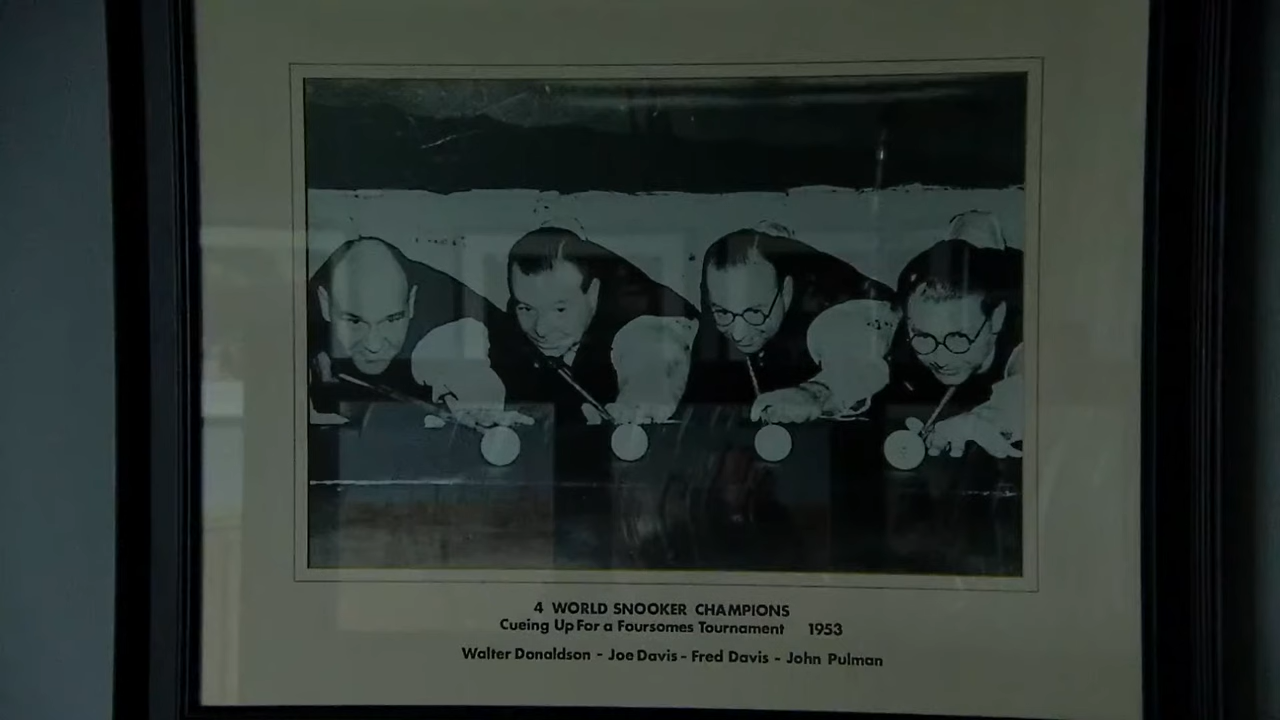 4 WORLD SNOOKER CHAMPIONS
Cueing Up For a Foursomes Tournament 1953
Walter Donaldson - Joe Davis - Fred Davis - John Pulman